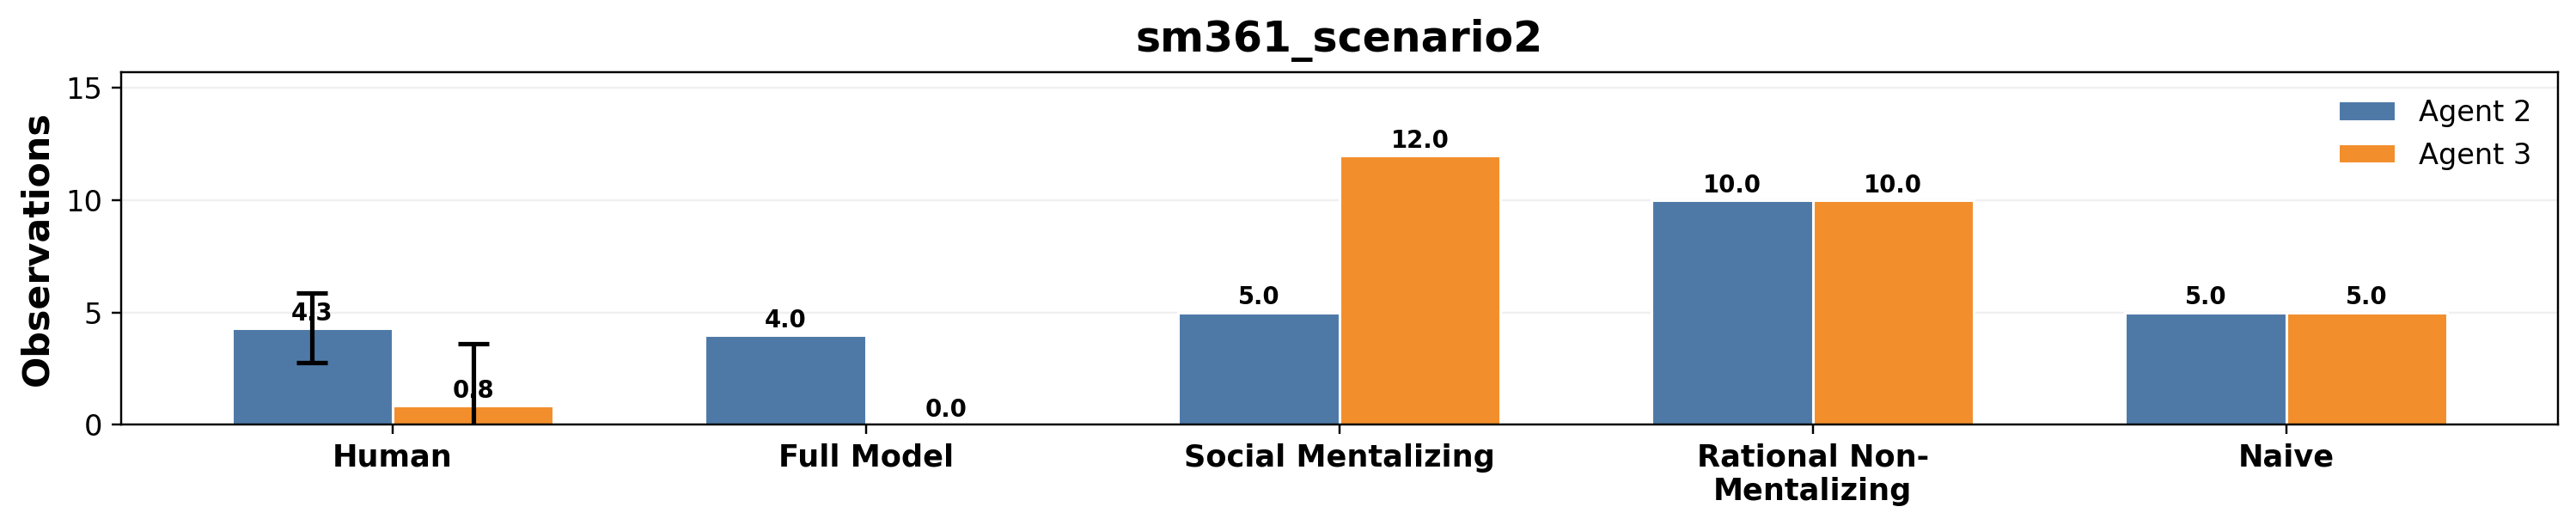 sm361_scenario2
Observations
15
10
5
0
Agent 2
Agent 3
4.3
0.8
4.0
0.0
5.0
12.0
10.0
10.0
5.0
5.0
Human
Full Model
Social Mentalizing
Rational Non-
Mentalizing
Naive